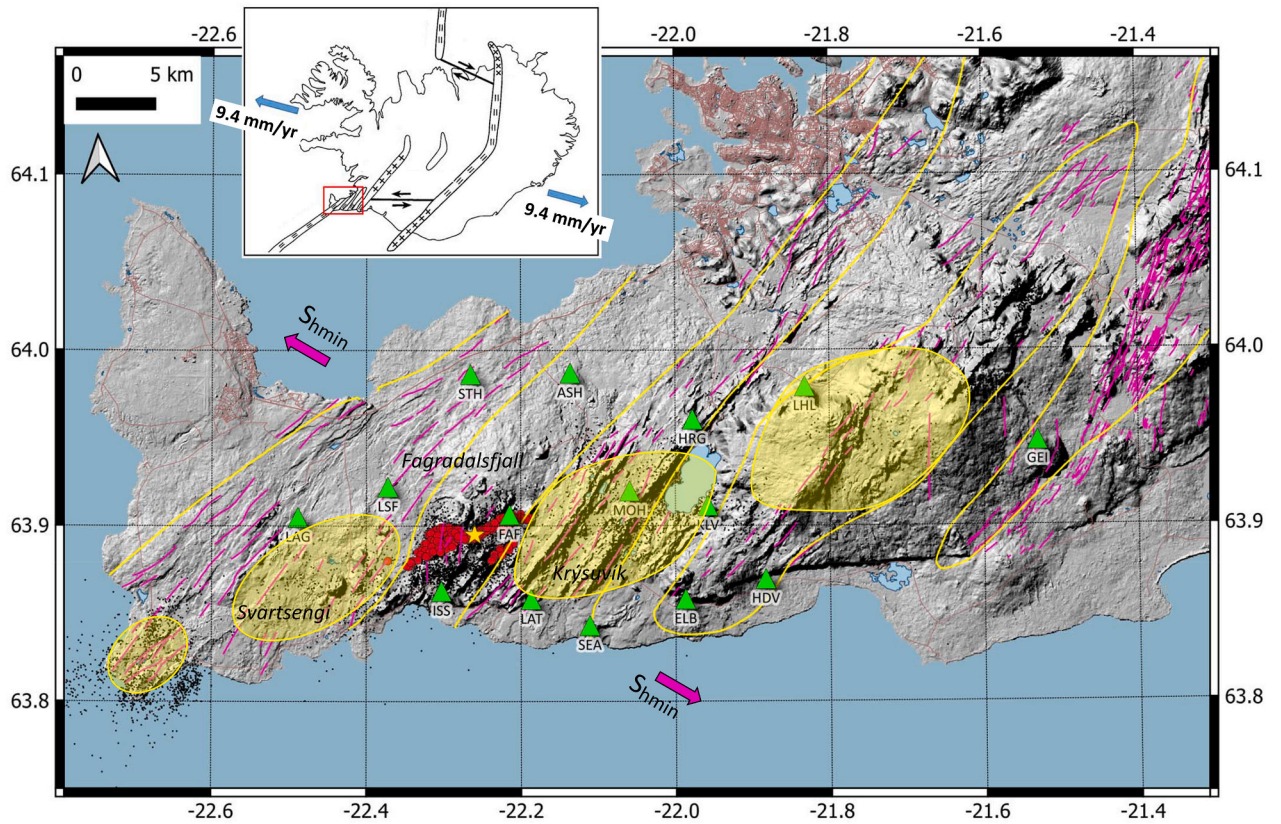 -22.6
-22.0
-21.8
-21.6
-21.4
0
5 km
9.4 mm/yr
9.4 mm/yr
64.1
64.1
Shmin
64.0
64.0
STH
ASH
LHL
HRG
GEI
Fagradalsfjall
LSF
MOH
63.9
LAG
FAF
KLV
63.9
Krýsuvík
HDV
Svartsengi
ISS
LAT
ELB
SEA
63.8
Shmin
63.8
-22.6
-22.4
-22.2
-22.0
-21.8
-21.6
-21.4